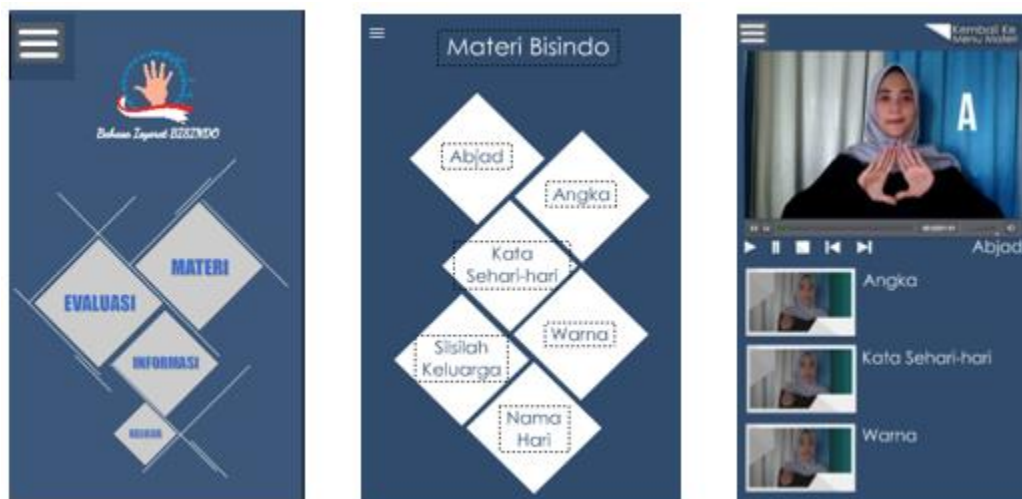 Bahasa Isyarat BISINDO
MATERI
EVALUASI
INFORMASI
Materi Bisindo
Abjad
Angka
Kata
Sehari-hari
Warna
Silsilah
Keluarga
Nama
Hari
Kembali Ke
Menu Materi
A
Abjad
Angka
Kata Sehari-hari
Warna